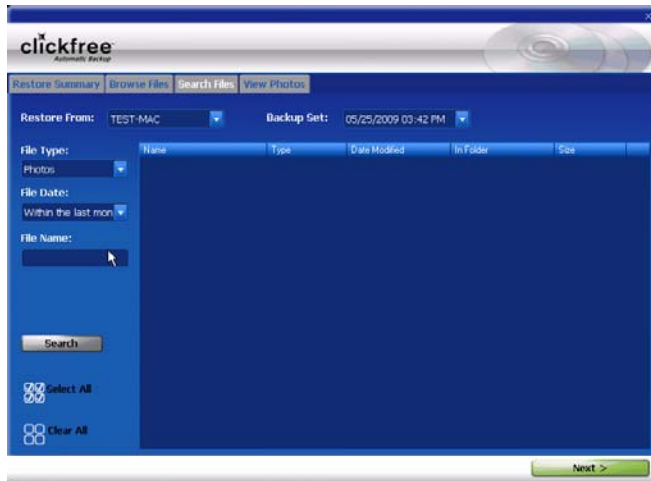 x
clickfree
Automatic Backup
Restore Summary Browse Files Search Files View Photos
Restore From: TEST-MAC Backup Set: 05/25/2009 03:42 PM
File Type: Name Type Date Modified In Folder Size
Photos
File Date:
Within the last mon
File Name:
Search
Select All
Clear All
Next >